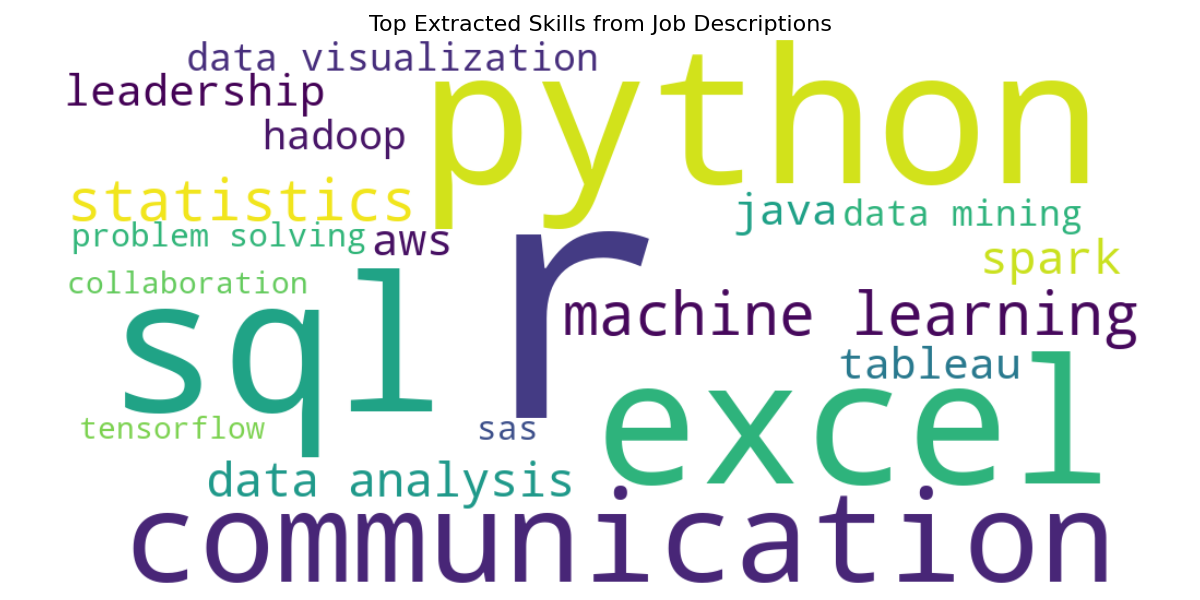 Top Extracted Skills from Job Descriptions
data visualization
python
leadership
hadoop
statistics
java
data mining
problem solving
aws
r
spark
collaboration
sql
machine learning
tableau
excel
tensorflow
sas
data analysis
communication